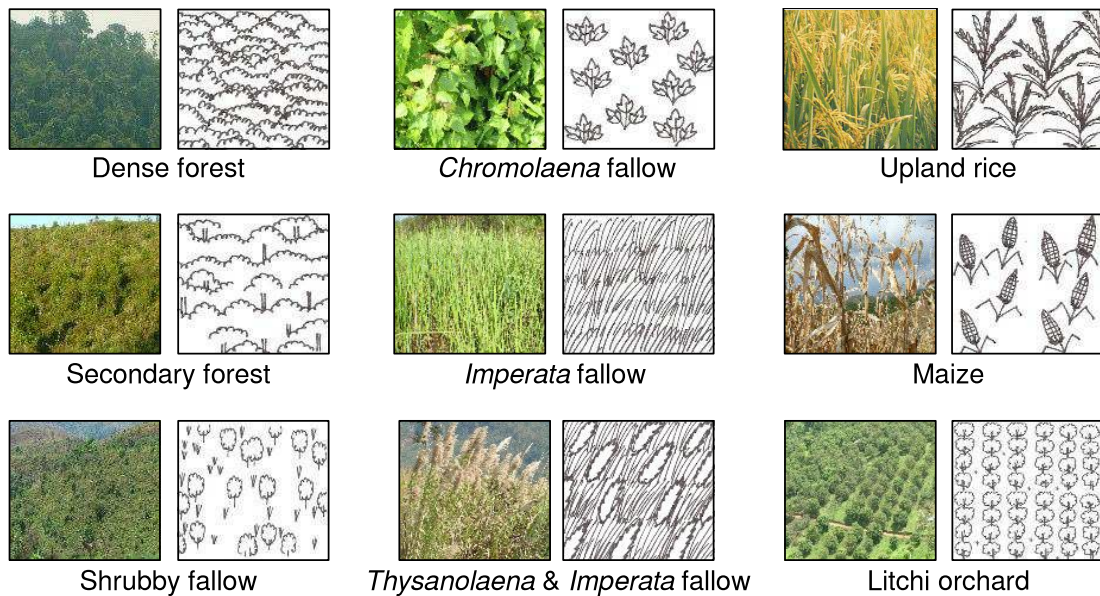 Dense forest
Chromolaena fallow
Upland rice
Secondary forest
Imperata fallow
Maize
Shrubby fallow
Thysanolaena & Imperata fallow
Litchi orchard